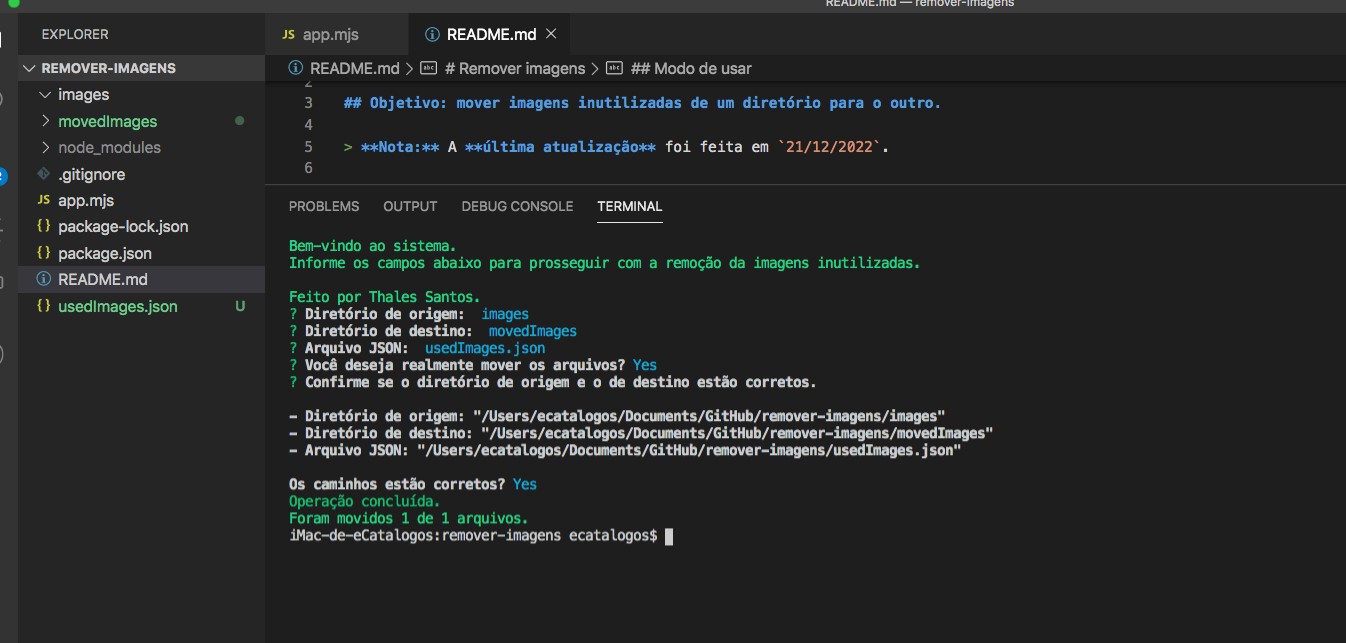 README.md — remover-imagens
EXPLORER
REMOVER-IMAGENS
images
movedImages
node_modules
.gitignore
JS app.mjs
{} package-lock.json
{} package.json
README.md
{} usedImages.json U
JS app.mjs
README.md ×
README.md > # Remover imagens > ## Modo de usar
2
3 ## Objetivo: mover imagens inutilizadas de um diretório para o outro.
4
5 > **Nota:** A **última atualização** foi feita em `21/12/2022`.
6
PROBLEMS OUTPUT DEBUG CONSOLE TERMINAL
Bem-vindo ao sistema.
Informe os campos abaixo para prosseguir com a remoção da imagens inutilizadas.
Feito por Thales Santos.
? Diretório de origem: images
? Diretório de destino: movedImages
? Arquivo JSON: usedImages.json
? Você deseja realmente mover os arquivos? Yes
? Confirme se o diretório de origem e o de destino estão corretos.
- Diretório de origem: "/Users/ecatalogos/Documents/GitHub/remover-imagens/images"
- Diretório de destino: "/Users/ecatalogos/Documents/GitHub/remover-imagens/movedImages"
- Arquivo JSON: "/Users/ecatalogos/Documents/GitHub/remover-imagens/usedImages.json"
Os caminhos estão corretos? Yes
Operação concluída.
Foram movidos 1 de 1 arquivos.
iMac-de-eCatalogos:remover-imagens ecatalogos$